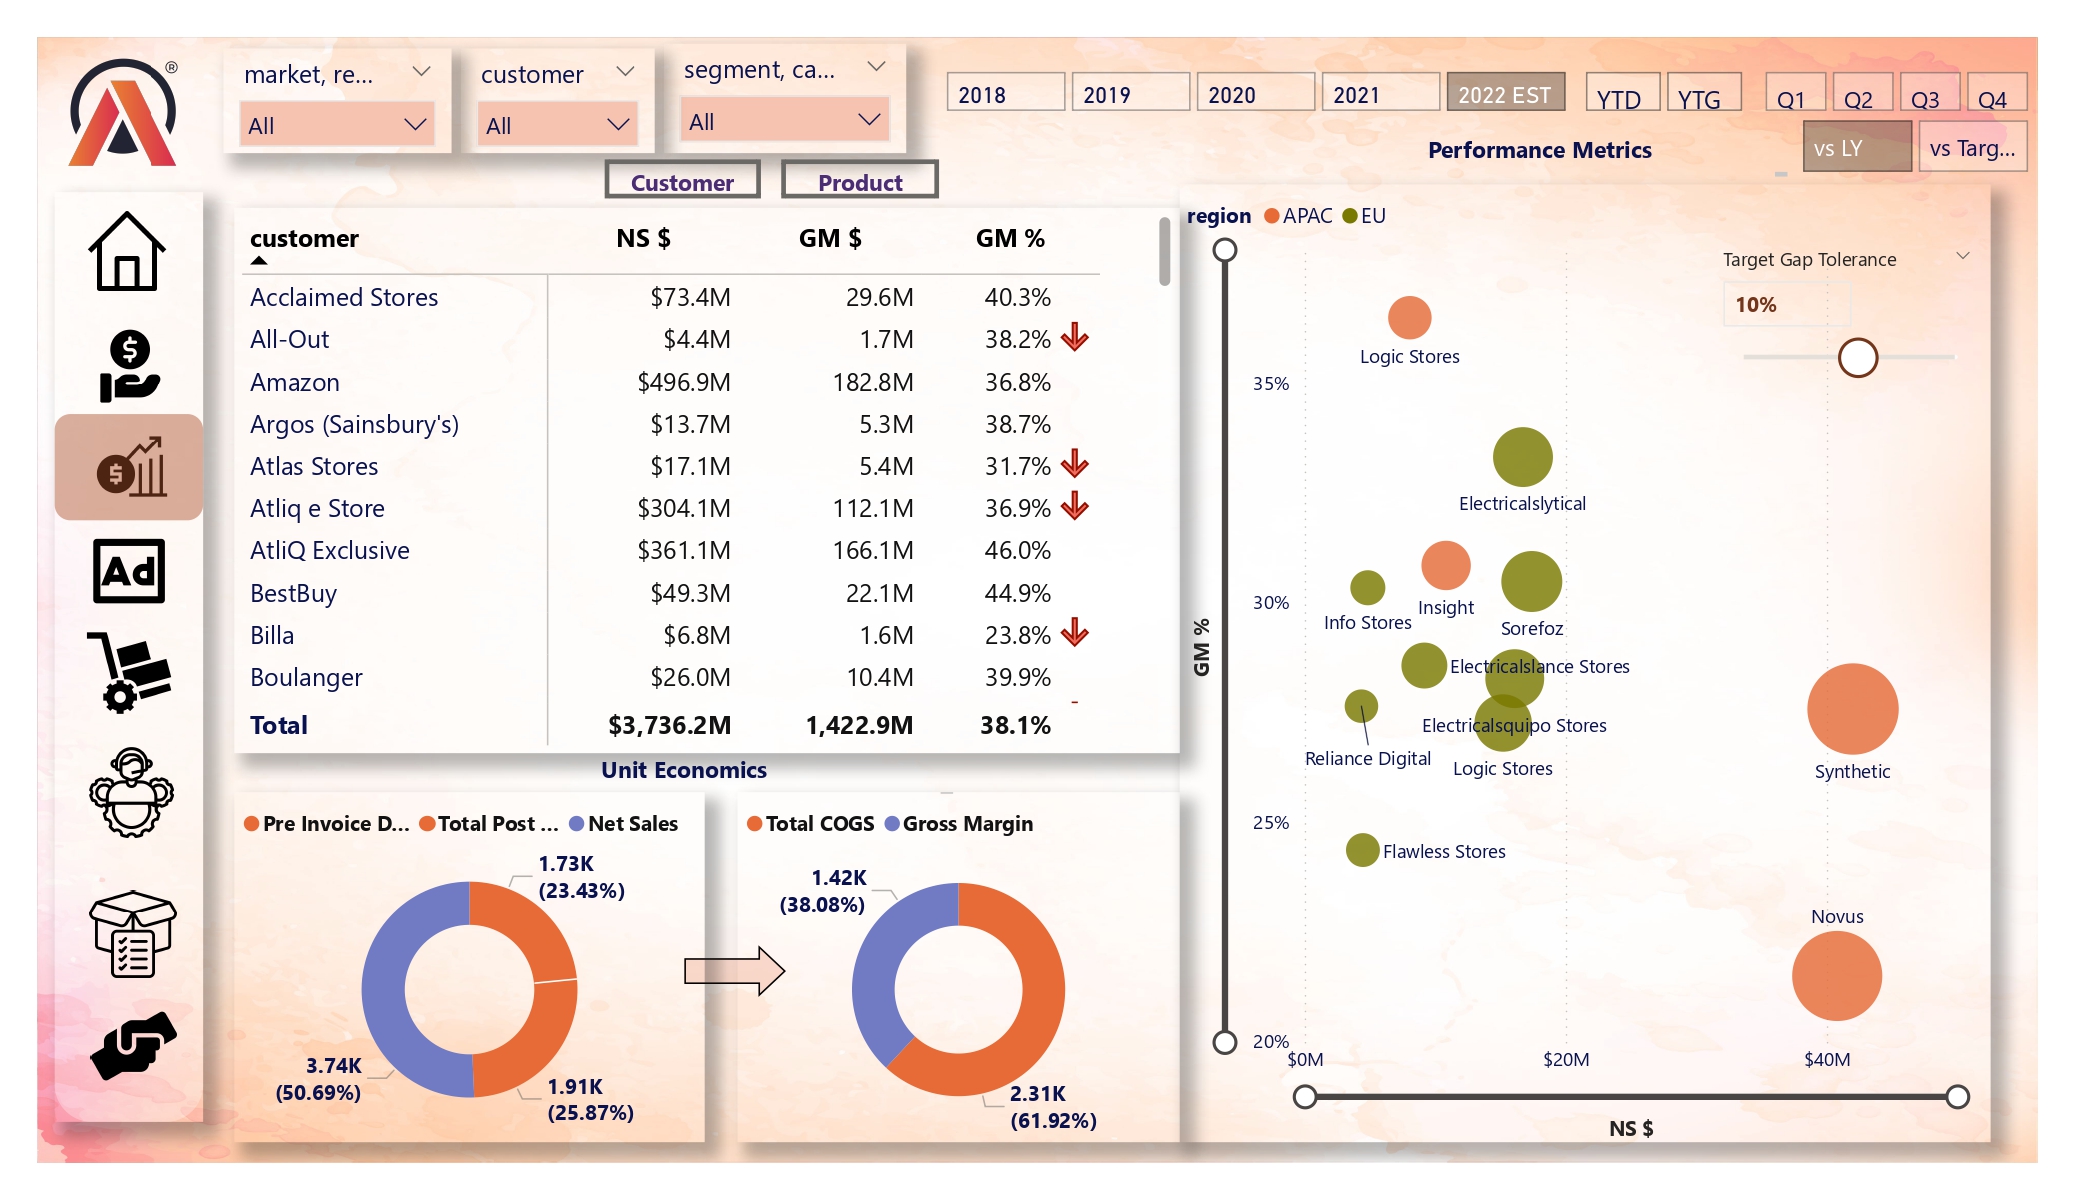 ®
market, re...
All
customer
All
segment, ca...
All
2018
2019
2020
2021
2022 EST
YTD
YTG
Q1
Q2
Q3
Q4
vs LY
vs Targ...
Performance Metrics
Customer
Product
customer NS $ GM $ GM %
Acclaimed Stores $73.4M 29.6M 40.3%
All-Out $4.4M 1.7M 38.2%
Amazon $496.9M 182.8M 36.8%
Argos (Sainsbury's) $13.7M 5.3M 38.7%
Atlas Stores $17.1M 5.4M 31.7%
Atliq e Store $304.1M 112.1M 36.9%
AtliQ Exclusive $361.1M 166.1M 46.0%
BestBuy $49.3M 22.1M 44.9%
Billa $6.8M 1.6M 23.8%
Boulanger $26.0M 10.4M 39.9%
Total $3,736.2M 1,422.9M 38.1%
Ad
Unit Economics
Pre Invoice D... Total Post ... Net Sales
1.73K
(23.43%)
3.74K
(50.69%)
1.91K
(25.87%)
Total COGS Gross Margin
1.42K
(38.08%)
2.31K
(61.92%)
region APAC EU
Target Gap Tolerance
10%
GM %
35%
30%
25%
20%
Logic Stores
Electricalslytical
Insight
Info Stores
Sorefoz
Electricalslance Stores
Electricalsquipo Stores
Reliance Digital
Logic Stores
Synthetic
Flawless Stores
Novus
$0M
$20M
$40M
NS $